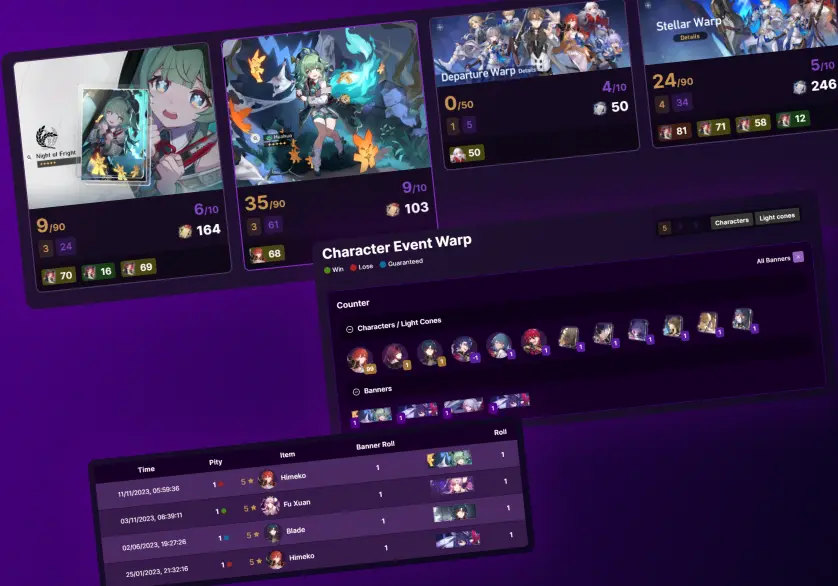 Night of Fright
9/90
6/10
3 24
164
70 16 69
Huohuo
35/90
9/10
3 61
103
68
Departure Warp Details
0/50
4/10
1 5
50
50
Stellar Warp
Details
24/90
5/10
4 34
246
81 71 58 12
Character Event Warp
Win Lose Guaranteed
5
Characters Light cones
All Banners
Counter
Characters / Light Cones
1 1 1 1 1 1 1 1 1
Banners
1 1 1 1
Time Pity Item Banner Roll Roll
11/11/2023, 05:59:36 1 5 ★ Himeko 1 1
03/11/2023, 06:39:11 1 5 ★ Fu Xuan 1 1
02/06/2023, 19:27:26 1 5 ★ Blade 1 1
25/01/2023, 21:32:16 1 5 ★ Himeko 1 1